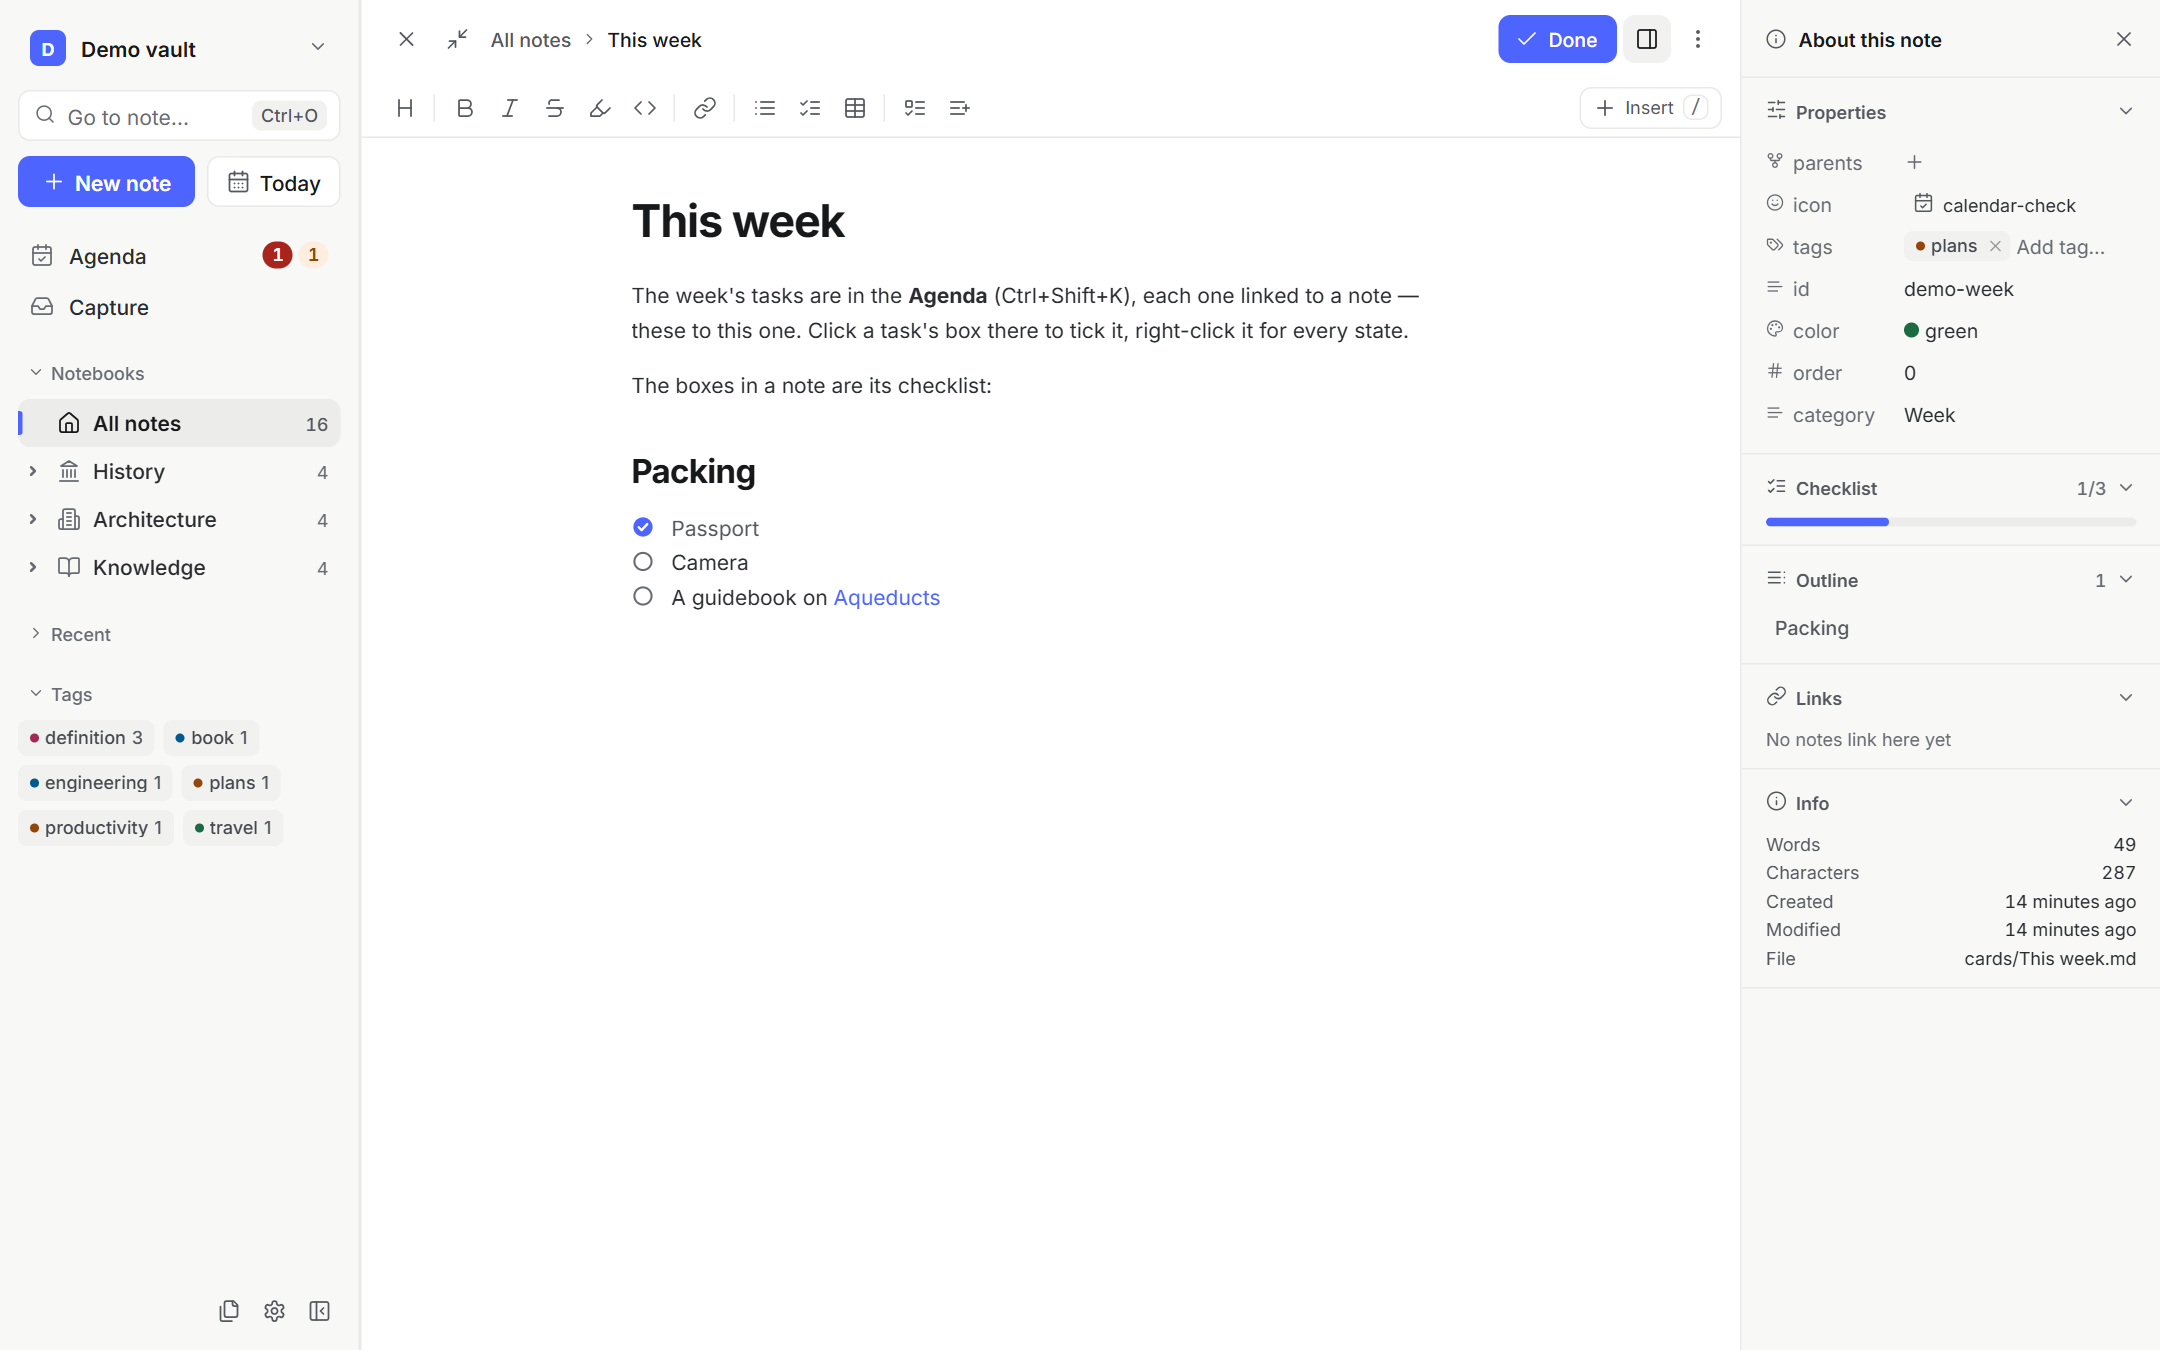 D Demo vault
Go to note... Ctrl+O
New note Today
Agenda 1 1
Capture
Notebooks
All notes 16
History 4
Architecture 4
Knowledge 4
Recent
Tags
definition 3 book 1
engineering 1 plans 1
productivity 1 travel 1
All notes > This week
Done
H B I S
Insert /
This week
The week's tasks are in the Agenda (Ctrl+Shift+K), each one linked to a note —
these to this one. Click a task's box there to tick it, right-click it for every state.
The boxes in a note are its checklist:
Packing
Passport
Camera
A guidebook on Aqueducts
About this note
Properties
parents
icon calendar-check
tags plans Add tag...
id demo-week
color green
order 0
category Week
Checklist 1/3
Outline 1
Packing
Links
No notes link here yet
Info
Words 49
Characters 287
Created 14 minutes ago
Modified 14 minutes ago
File cards/This week.md